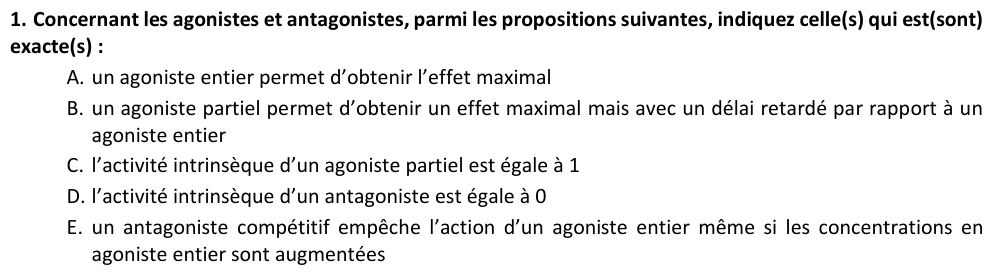 1. Concernant les agonistes et antagonistes, parmi les propositions suivantes, indiquez celle(s) qui est(sont)
exacte(s) :
A. un agoniste entier permet d’obtenir l’effet maximal
B. un agoniste partiel permet d’obtenir un effet maximal mais avec un délai retardé par rapport à un
agoniste entier
C. l’activité intrinsèque d’un agoniste partiel est égale à 1
D. l’activité intrinsèque d’un antagoniste est égale à 0
E. un antagoniste compétitif empêche l’action d’un agoniste entier même si les concentrations en
agoniste entier sont augmentées